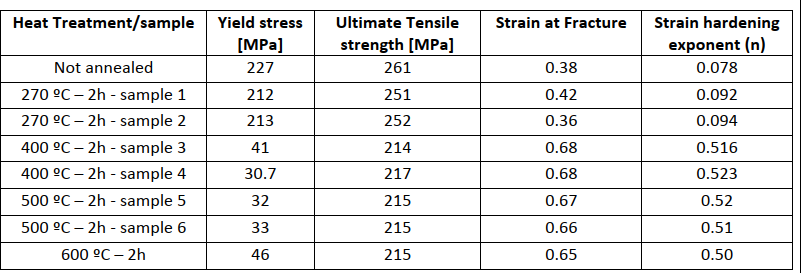 Heat Treatment/sample Yield stress [MPa] Ultimate Tensile strength [MPa] Strain at Fracture Strain hardening exponent (n)
Not annealed 227 261 0.38 0.078
270 ºC – 2h - sample 1 212 251 0.42 0.092
270 ºC – 2h - sample 2 213 252 0.36 0.094
400 ºC – 2h - sample 3 41 214 0.68 0.516
400 ºC – 2h - sample 4 30.7 217 0.68 0.523
500 ºC – 2h - sample 5 32 215 0.67 0.52
500 ºC – 2h - sample 6 33 215 0.66 0.51
600 ºC – 2h 46 215 0.65 0.50